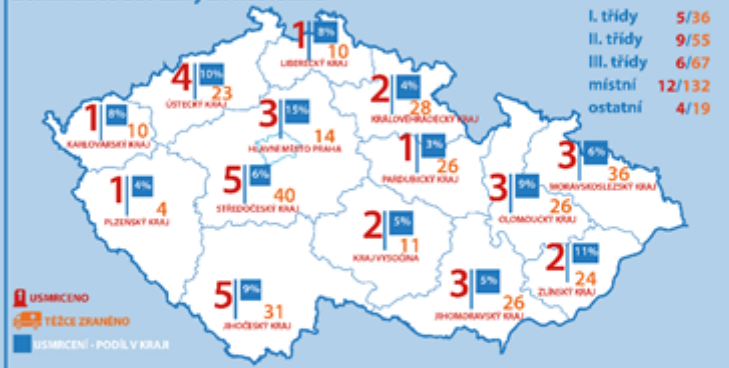 I. třídy 5/36
II. třídy 9/55
III. třídy 6/67
místní 12/132
ostatní 4/19
1 8% 10
LIBERECKÝ KRAJ
4 10% 23
ÚSTECKÝ KRAJ
2 4% 28
KRÁLOVÉHRADECKÝ KRAJ
1 8% 10
KARLOVARSKÝ KRAJ
3 15% 14
HLAVNÍ MĚSTO PRAHA
1 3% 26
PARDUBICKÝ KRAJ
3 6% 36
MORAVSKOSLEZSKÝ KRAJ
1 4% 4
PLZEŇSKÝ KRAJ
5 6% 40
STŘEDOČESKÝ KRAJ
3 9% 26
OLOMOUCKÝ KRAJ
2 5% 11
KRAJ VYSOČINA
2 11% 24
ZLÍNSKÝ KRAJ
5 9% 31
JIHOČESKÝ KRAJ
3 5% 26
JIHOMORAVSKÝ KRAJ
USMRCENO
TĚŽCE ZRANĚNO
USMRCENÍ - PODÍL V KRAJI